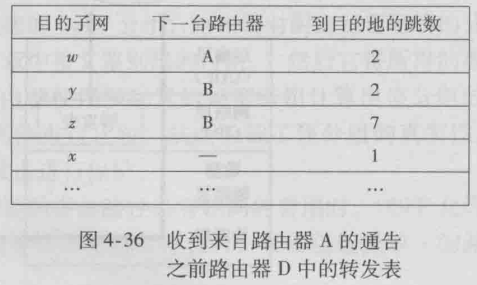 目的子网 下一台路由器 到目的地的跳数
w A 2
y B 2
z B 7
x — 1
… … …
图 4-36 收到来自路由器 A 的通告
之前路由器 D 中的转发表